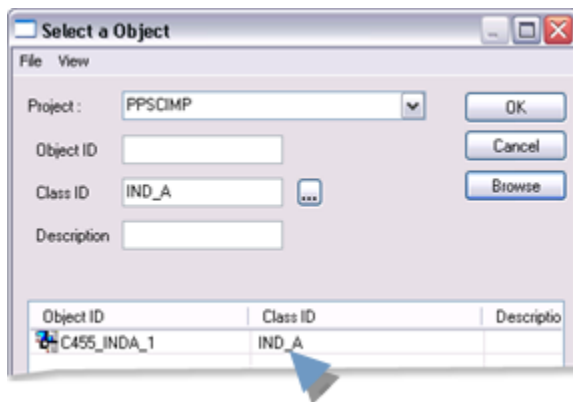 Select a Object
File View
Project : PPSCIMP OK
Object ID Cancel
Class ID IND_A ... Browse
Description
Object ID Class ID Descriptio
C455_INDA_1 IND_A